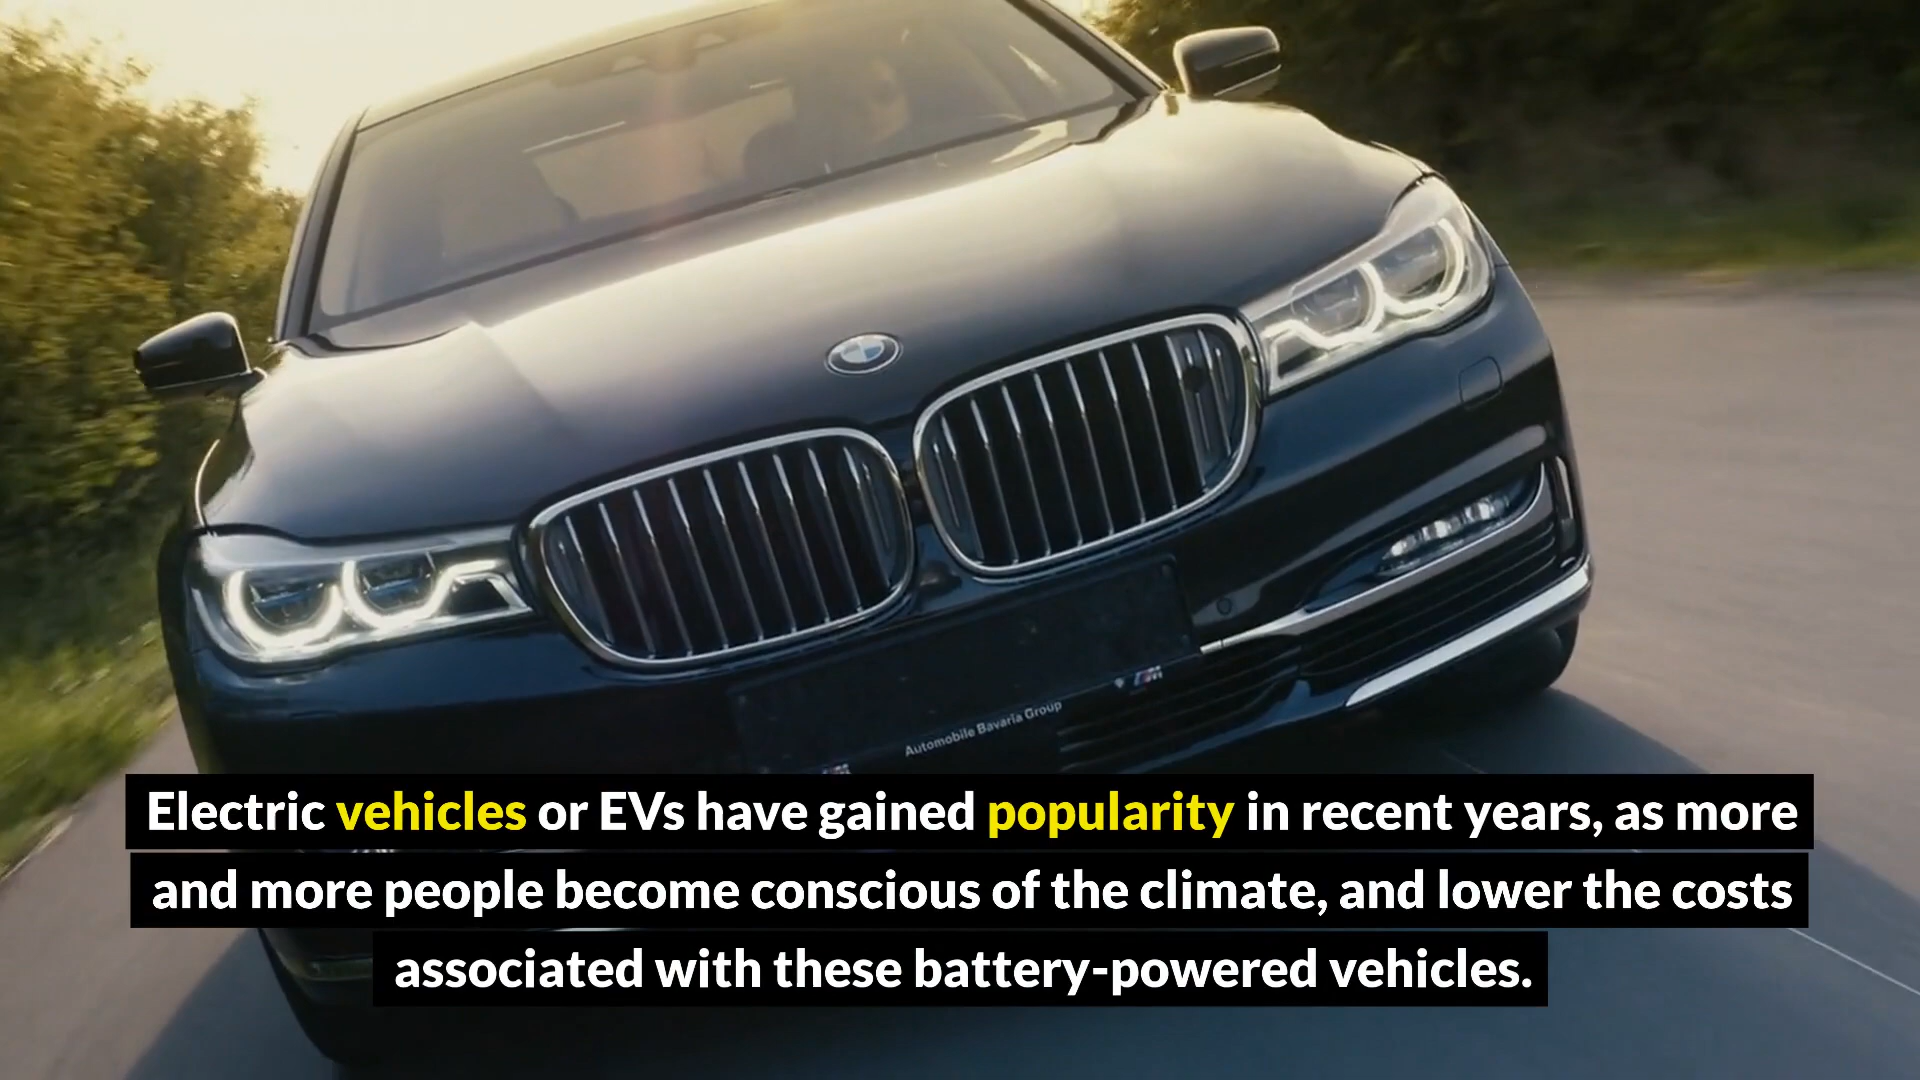 Automobile Bavaria Group
Electric vehicles or EVs have gained popularity in recent years, as more
and more people become conscious of the climate, and lower the costs
associated with these battery-powered vehicles.